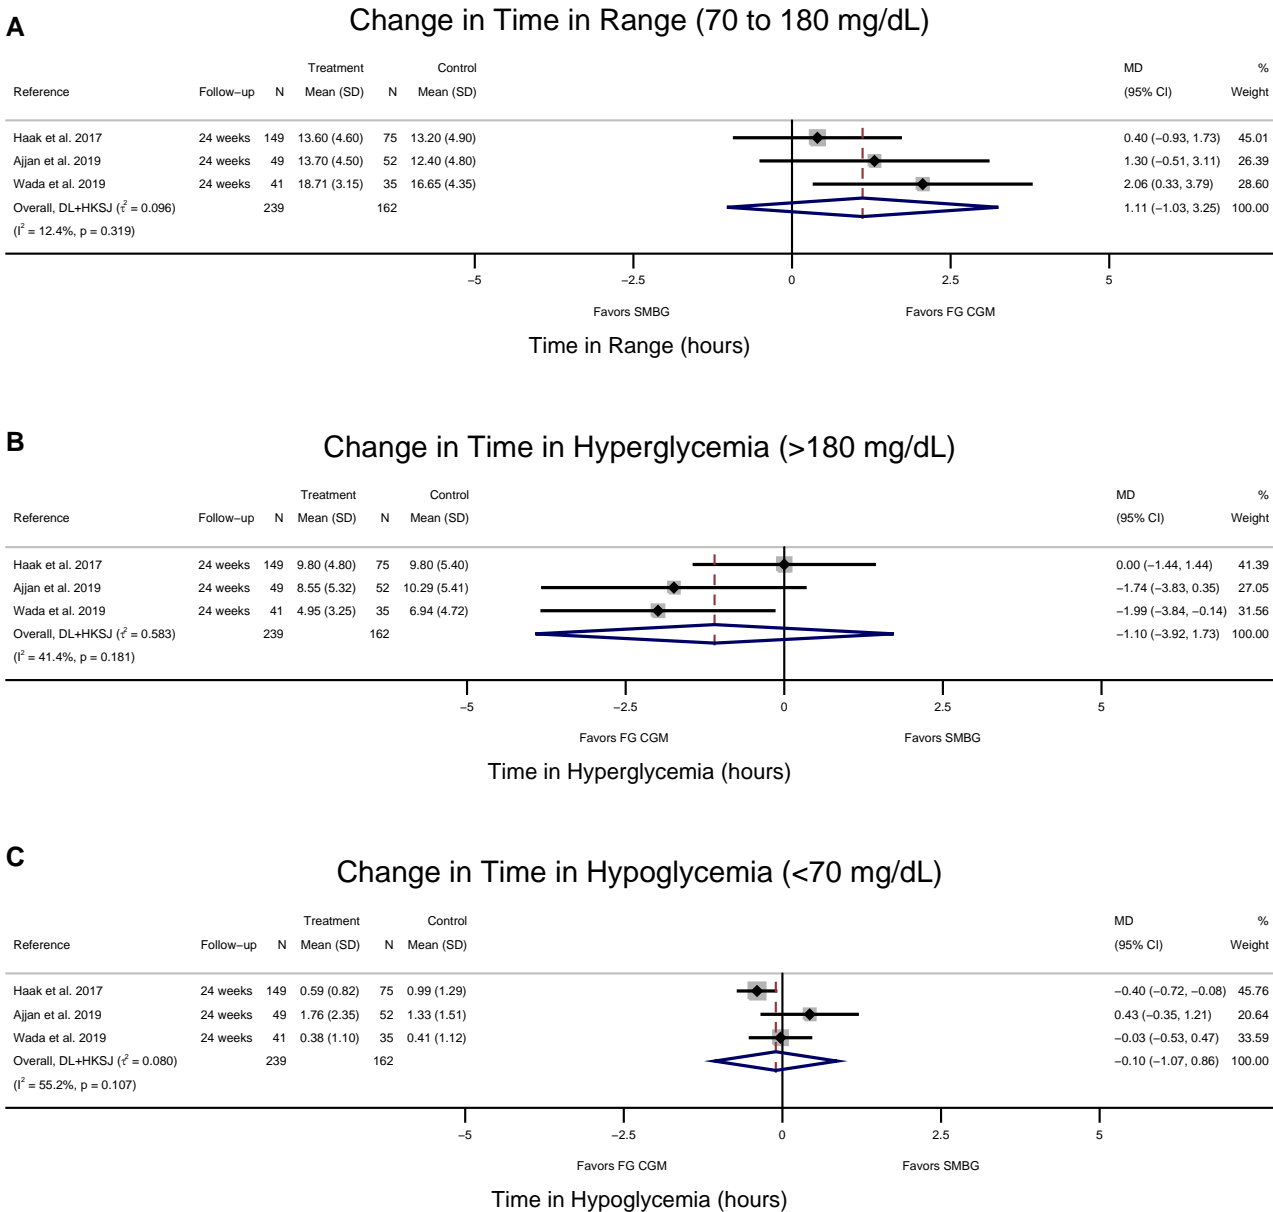 A
Change in Time in Range (70 to 180 mg/dL)
Treatment Control MD %
Reference Follow−up N Mean (SD) N Mean (SD) (95% CI) Weight
Haak et al. 2017 24 weeks 149 13.60 (4.60) 75 13.20 (4.90) 0.40 (−0.93, 1.73) 45.01
Ajjan et al. 2019 24 weeks 49 13.70 (4.50) 52 12.40 (4.80) 1.30 (−0.51, 3.11) 26.39
Wada et al. 2019 24 weeks 41 18.71 (3.15) 35 16.65 (4.35) 2.06 (0.33, 3.79) 28.60
Overall, DL+HKSJ (τ² = 0.096) 239 162 1.11 (−1.03, 3.25) 100.00
(I² = 12.4%, p = 0.319)
−5 −2.5 0 2.5 5
Favors SMBG Favors FG CGM
Time in Range (hours)
B
Change in Time in Hyperglycemia (>180 mg/dL)
Treatment Control MD %
Reference Follow−up N Mean (SD) N Mean (SD) (95% CI) Weight
Haak et al. 2017 24 weeks 149 9.80 (4.80) 75 9.80 (5.40) 0.00 (−1.44, 1.44) 41.39
Ajjan et al. 2019 24 weeks 49 8.55 (5.32) 52 10.29 (5.41) −1.74 (−3.83, 0.35) 27.05
Wada et al. 2019 24 weeks 41 4.95 (3.25) 35 6.94 (4.72) −1.99 (−3.84, −0.14) 31.56
Overall, DL+HKSJ (τ² = 0.583) 239 162 −1.10 (−3.92, 1.73) 100.00
(I² = 41.4%, p = 0.181)
−5 −2.5 0 2.5 5
Favors FG CGM Favors SMBG
Time in Hyperglycemia (hours)
C
Change in Time in Hypoglycemia (<70 mg/dL)
Treatment Control MD %
Reference Follow−up N Mean (SD) N Mean (SD) (95% CI) Weight
Haak et al. 2017 24 weeks 149 0.59 (0.82) 75 0.99 (1.29) −0.40 (−0.72, −0.08) 45.76
Ajjan et al. 2019 24 weeks 49 1.76 (2.35) 52 1.33 (1.51) 0.43 (−0.35, 1.21) 20.64
Wada et al. 2019 24 weeks 41 0.38 (1.10) 35 0.41 (1.12) −0.03 (−0.53, 0.47) 33.59
Overall, DL+HKSJ (τ² = 0.080) 239 162 −0.10 (−1.07, 0.86) 100.00
(I² = 55.2%, p = 0.107)
−5 −2.5 0 2.5 5
Favors FG CGM Favors SMBG
Time in Hypoglycemia (hours)